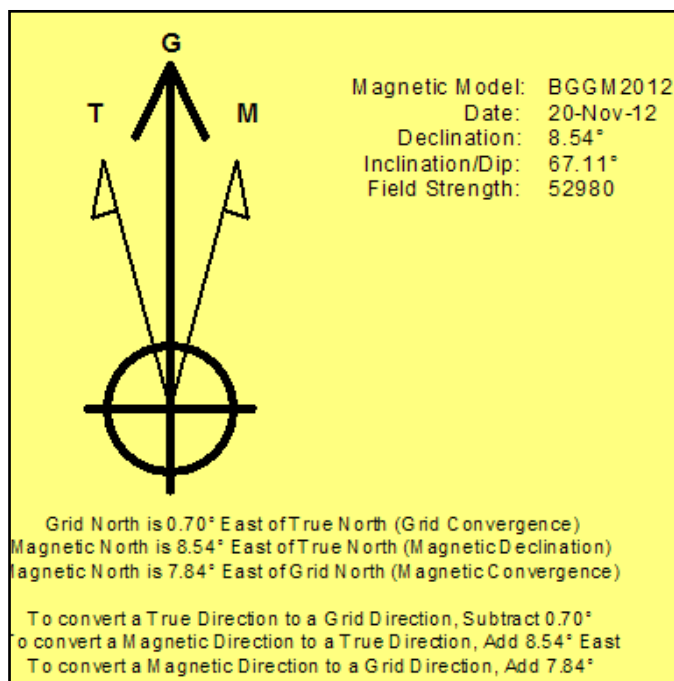 G
T
M
Magnetic Model: BGGM2012
Date: 20-Nov-12
Declination: 8.54°
Inclination/Dip: 67.11°
Field Strength: 52980
Grid North is 0.70° East of True North (Grid Convergence)
Magnetic North is 8.54° East of True North (Magnetic Declination)
Magnetic North is 7.84° East of Grid North (Magnetic Convergence)
To convert a True Direction to a Grid Direction, Subtract 0.70°
To convert a Magnetic Direction to a True Direction, Add 8.54° East
To convert a Magnetic Direction to a Grid Direction, Add 7.84°